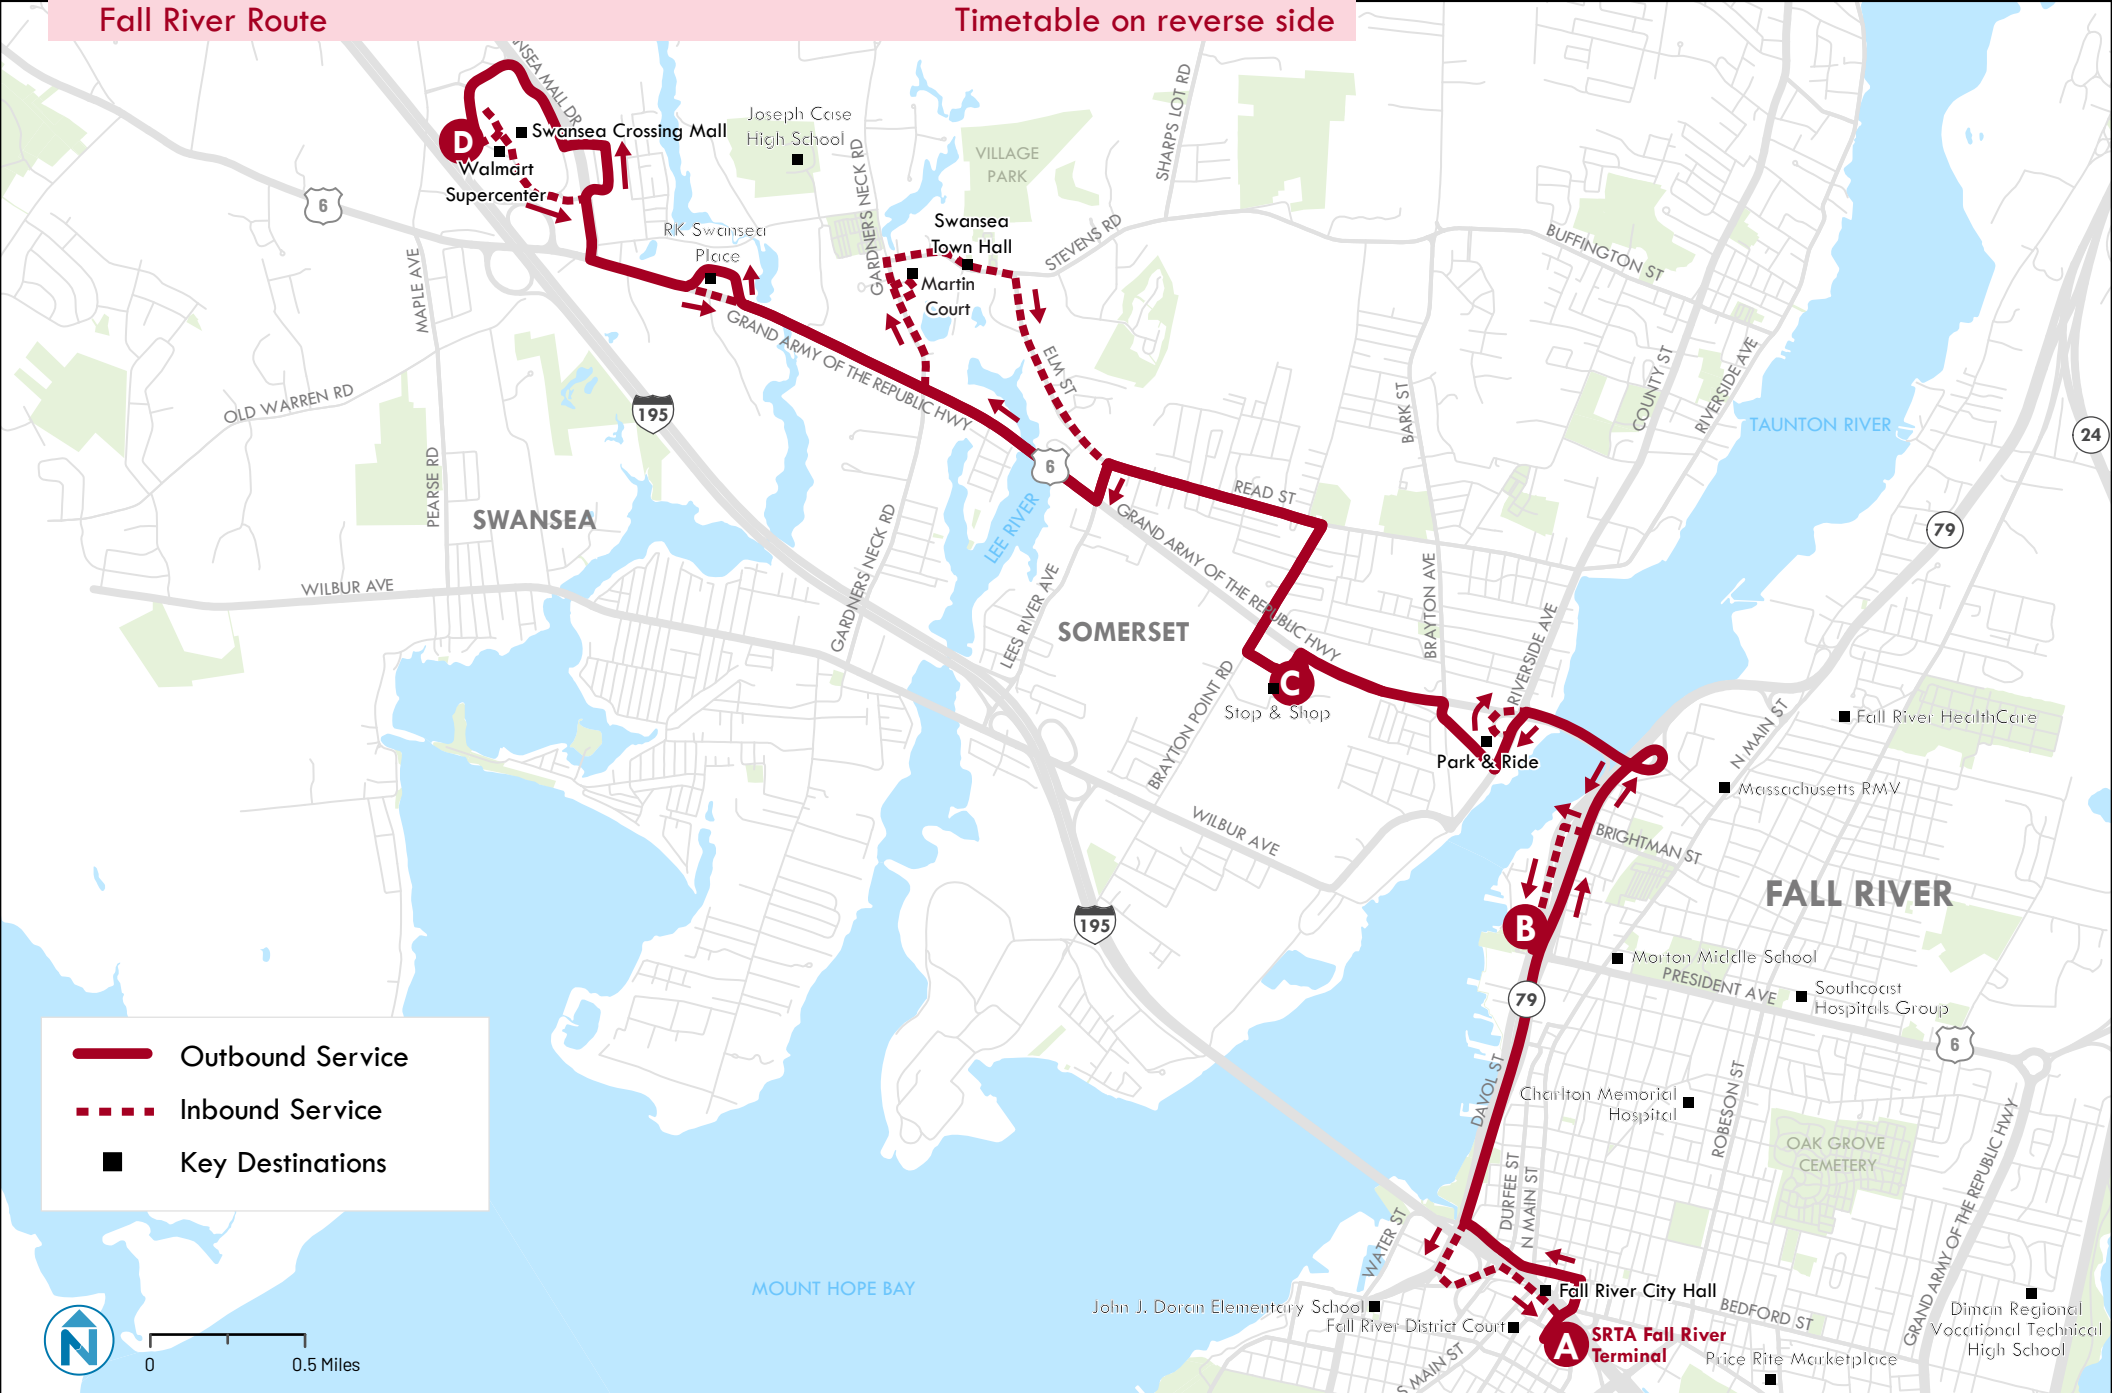 Fall River Route
Timetable on reverse side
SWANSEA MALL DR
D
Swansea Crossing Mall
Walmart
Supercenter
Joseph Case
High School
VILLAGE
PARK
SHARPS LOT RD
6
GARDNERS NECK RD
RK Swansea
Place
Swansea
Town Hall
STEVENS RD
BUFFINGTON ST
Martin
Court
MAPLE AVE
GRAND ARMY OF THE REPUBLIC HWY
ELM ST
OLD WARREN RD
195
BARK ST
COUNTY ST
RIVERSIDE AVE
TAUNTON RIVER
24
PEARSE RD
6
READ ST
SWANSEA
LEE RIVER
GRAND ARMY OF THE REPUBLIC HWY
79
GARDNERS NECK RD
WILBUR AVE
LEES RIVER AVE
SOMERSET
BRAYTON AVE
RIVERSIDE AVE
C
Stop & Shop
BRAYTON POINT RD
Park & Ride
N MAIN ST
Fall River HealthCare
Massachusetts RMV
WILBUR AVE
BRIGHTMAN ST
FALL RIVER
195
B
Morton Middle School
PRESIDENT AVE
Southcoast
Hospitals Group
79
6
Outbound Service
Inbound Service
Key Destinations
DAVOL ST
Charlton Memorial
Hospital
ROBESON ST
OAK GROVE
CEMETERY
GRAND ARMY OF THE REPUBLIC HWY
DURFEE ST
N MAIN ST
WATER ST
MOUNT HOPE BAY
Fall River City Hall
John J. Doran Elementary School
Fall River District Court
BEDFORD ST
Diman Regional
Vocational Technical
High School
A
SRTA Fall River
Terminal
Price Rite Marketplace
S MAIN ST
N
0
0.5 Miles